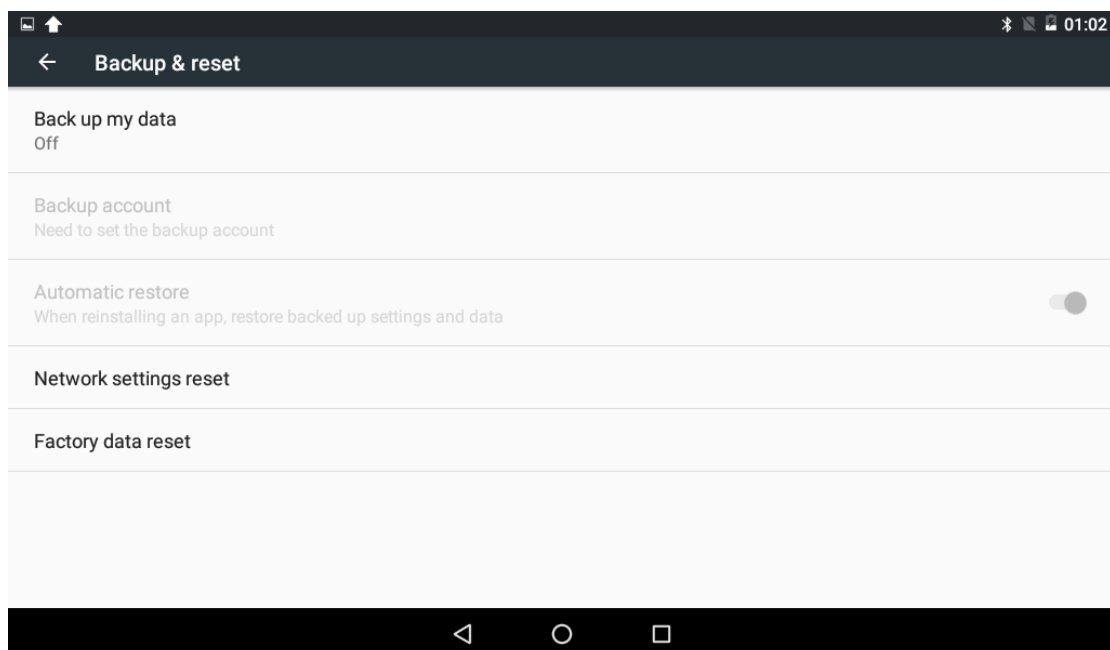 01:02
Backup & reset
Back up my data
Off
Backup account
Need to set the backup account
Automatic restore
When reinstalling an app, restore backed up settings and data
Network settings reset
Factory data reset